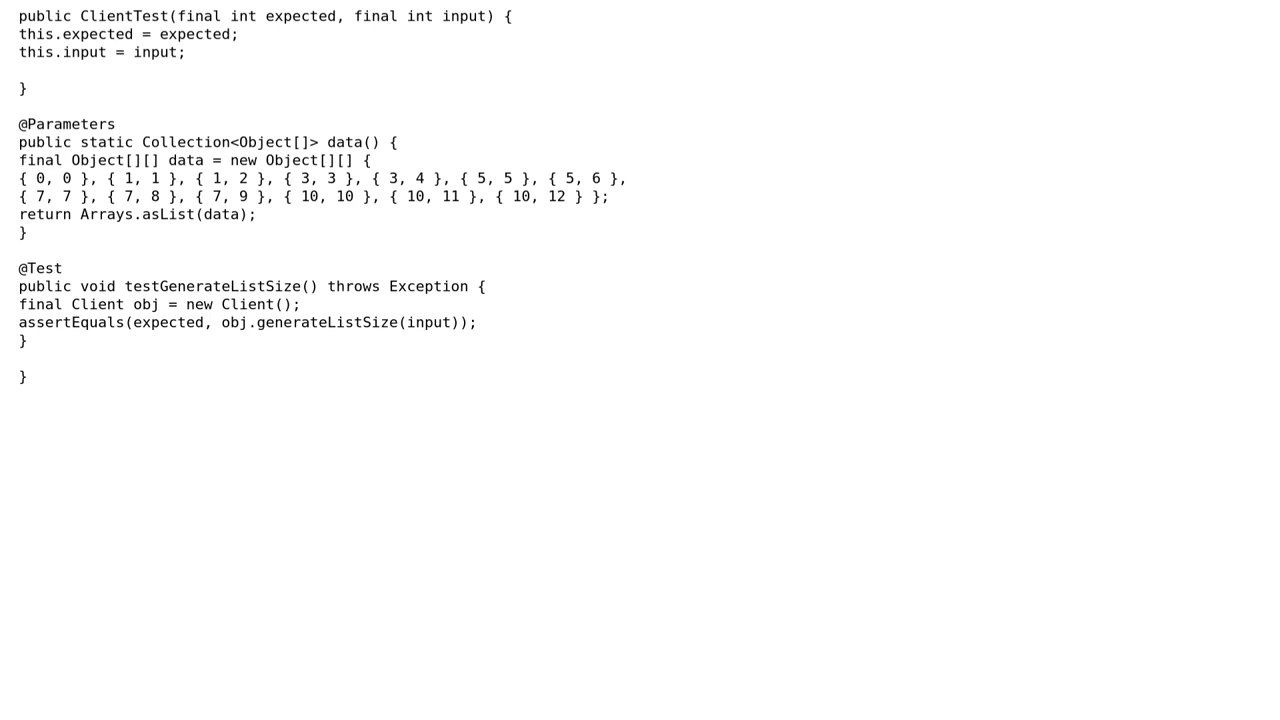 public ClientTest(final int expected, final int input) {
this.expected = expected;
this.input = input;

}

@Parameters
public static Collection<Object[]> data() {
final Object[][] data = new Object[][] {
{ 0, 0 }, { 1, 1 }, { 1, 2 }, { 3, 3 }, { 3, 4 }, { 5, 5 }, { 5, 6 },
{ 7, 7 }, { 7, 8 }, { 7, 9 }, { 10, 10 }, { 10, 11 }, { 10, 12 } };
return Arrays.asList(data);
}

@Test
public void testGenerateListSize() throws Exception {
final Client obj = new Client();
assertEquals(expected, obj.generateListSize(input));
}

}